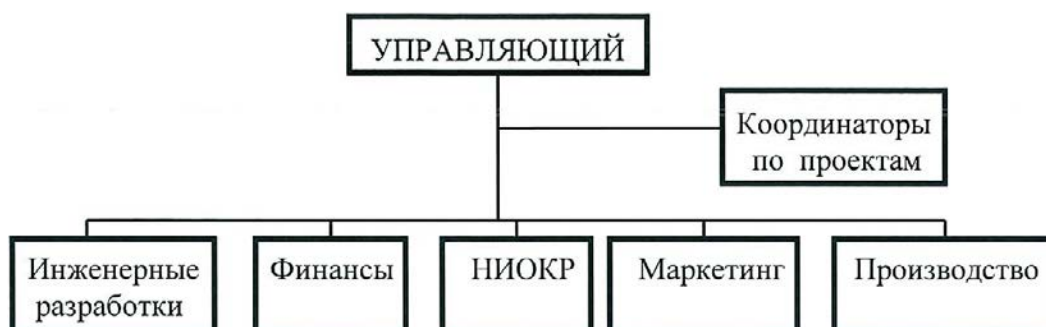 УПРАВЛЯЮЩИЙ
Координаторы
по проектам
Инженерные
разработки
Финансы
НИОКР
Маркетинг
Производство